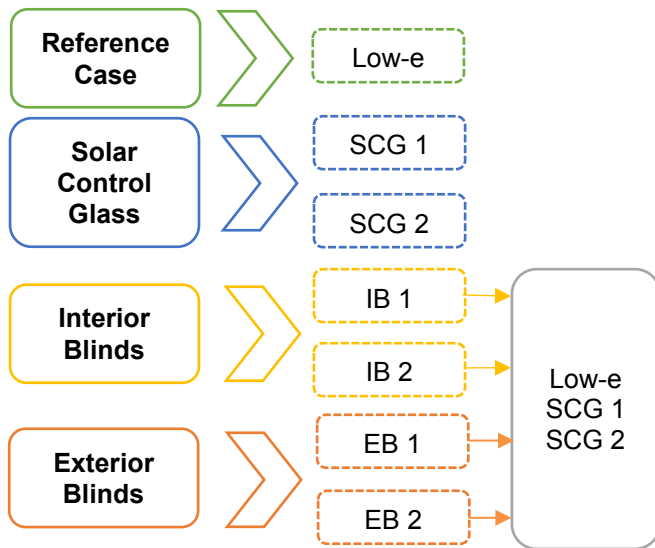 Reference
Case
Low-e
Solar
Control
Glass
SCG 1
SCG 2
Interior
Blinds
IB 1
IB 2
Exterior
Blinds
EB 1
EB 2
Low-e
SCG 1
SCG 2